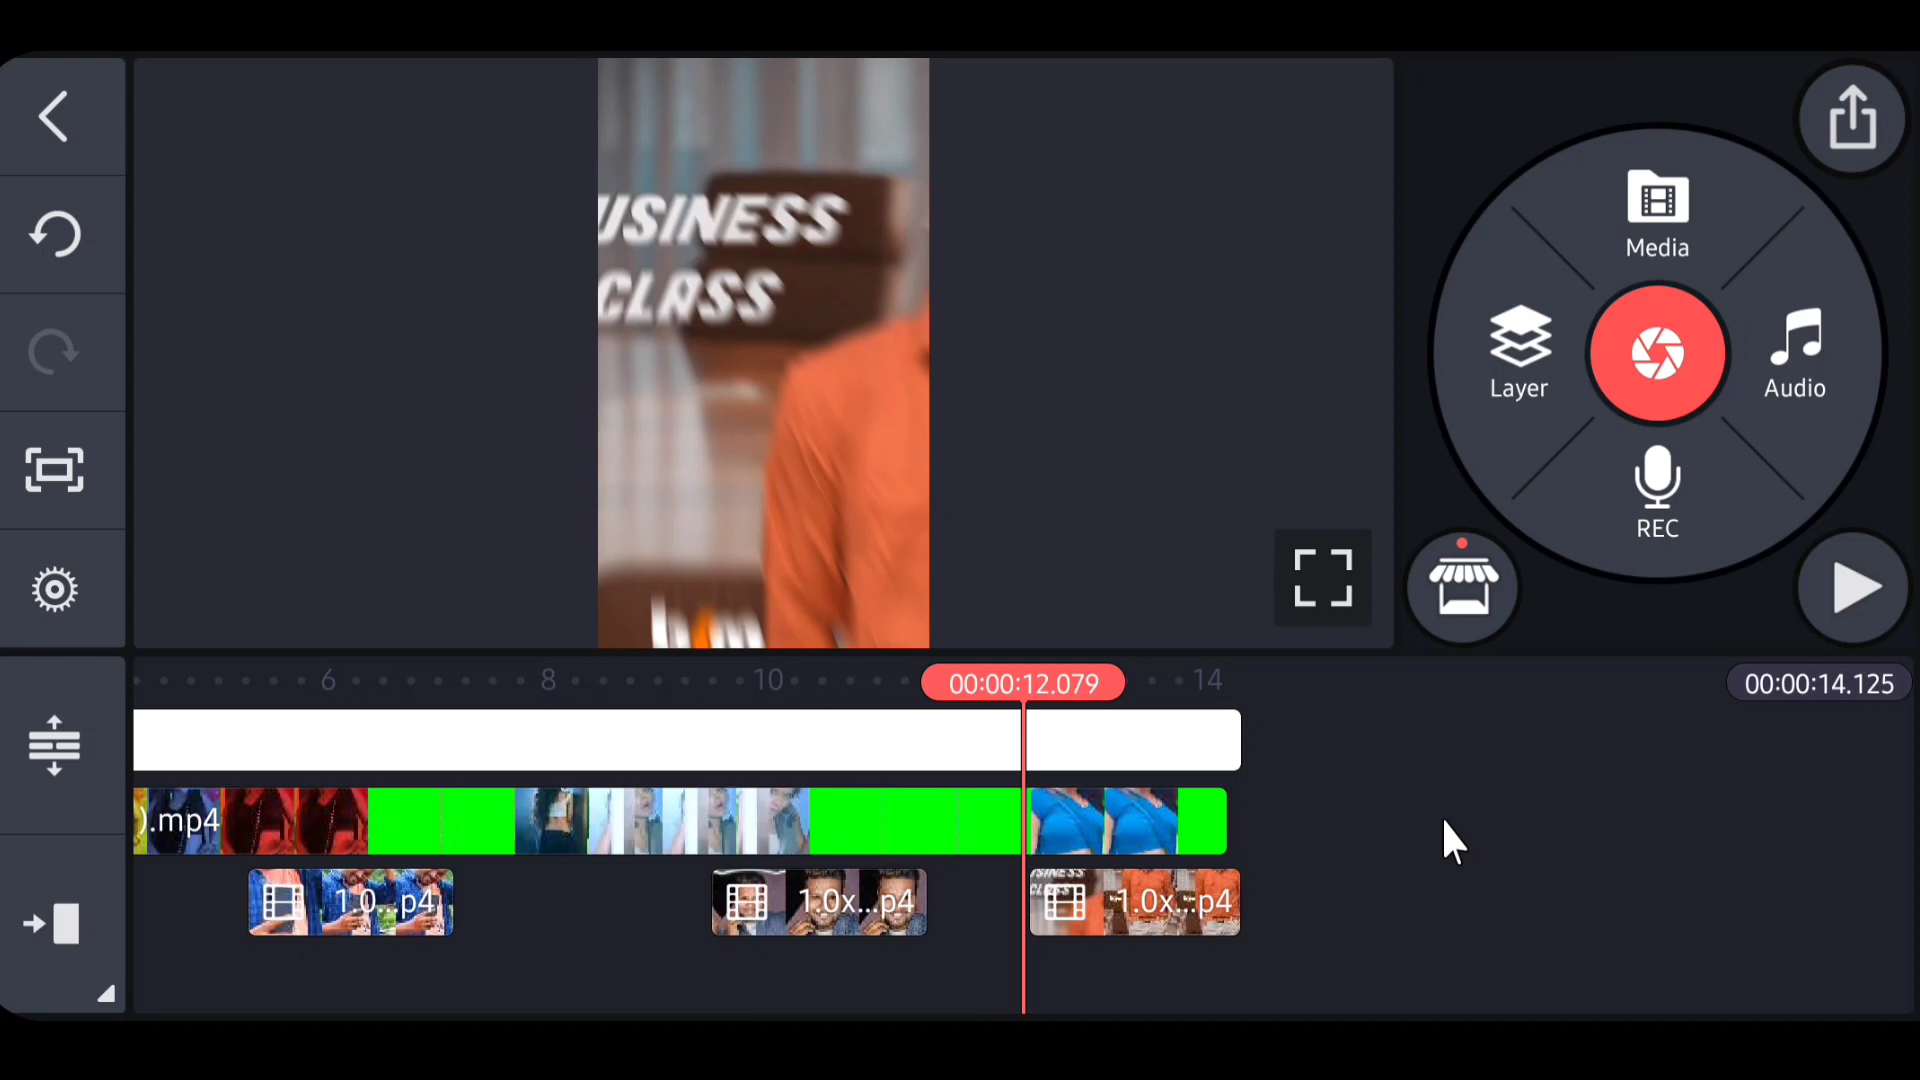 USINESS
CLASS
Media
Layer
Audio
REC
6
8
10
00:00:12.079
14
00:00:14.125
).mp4
1.0...p4
1.0x...p4
1.0x...p4